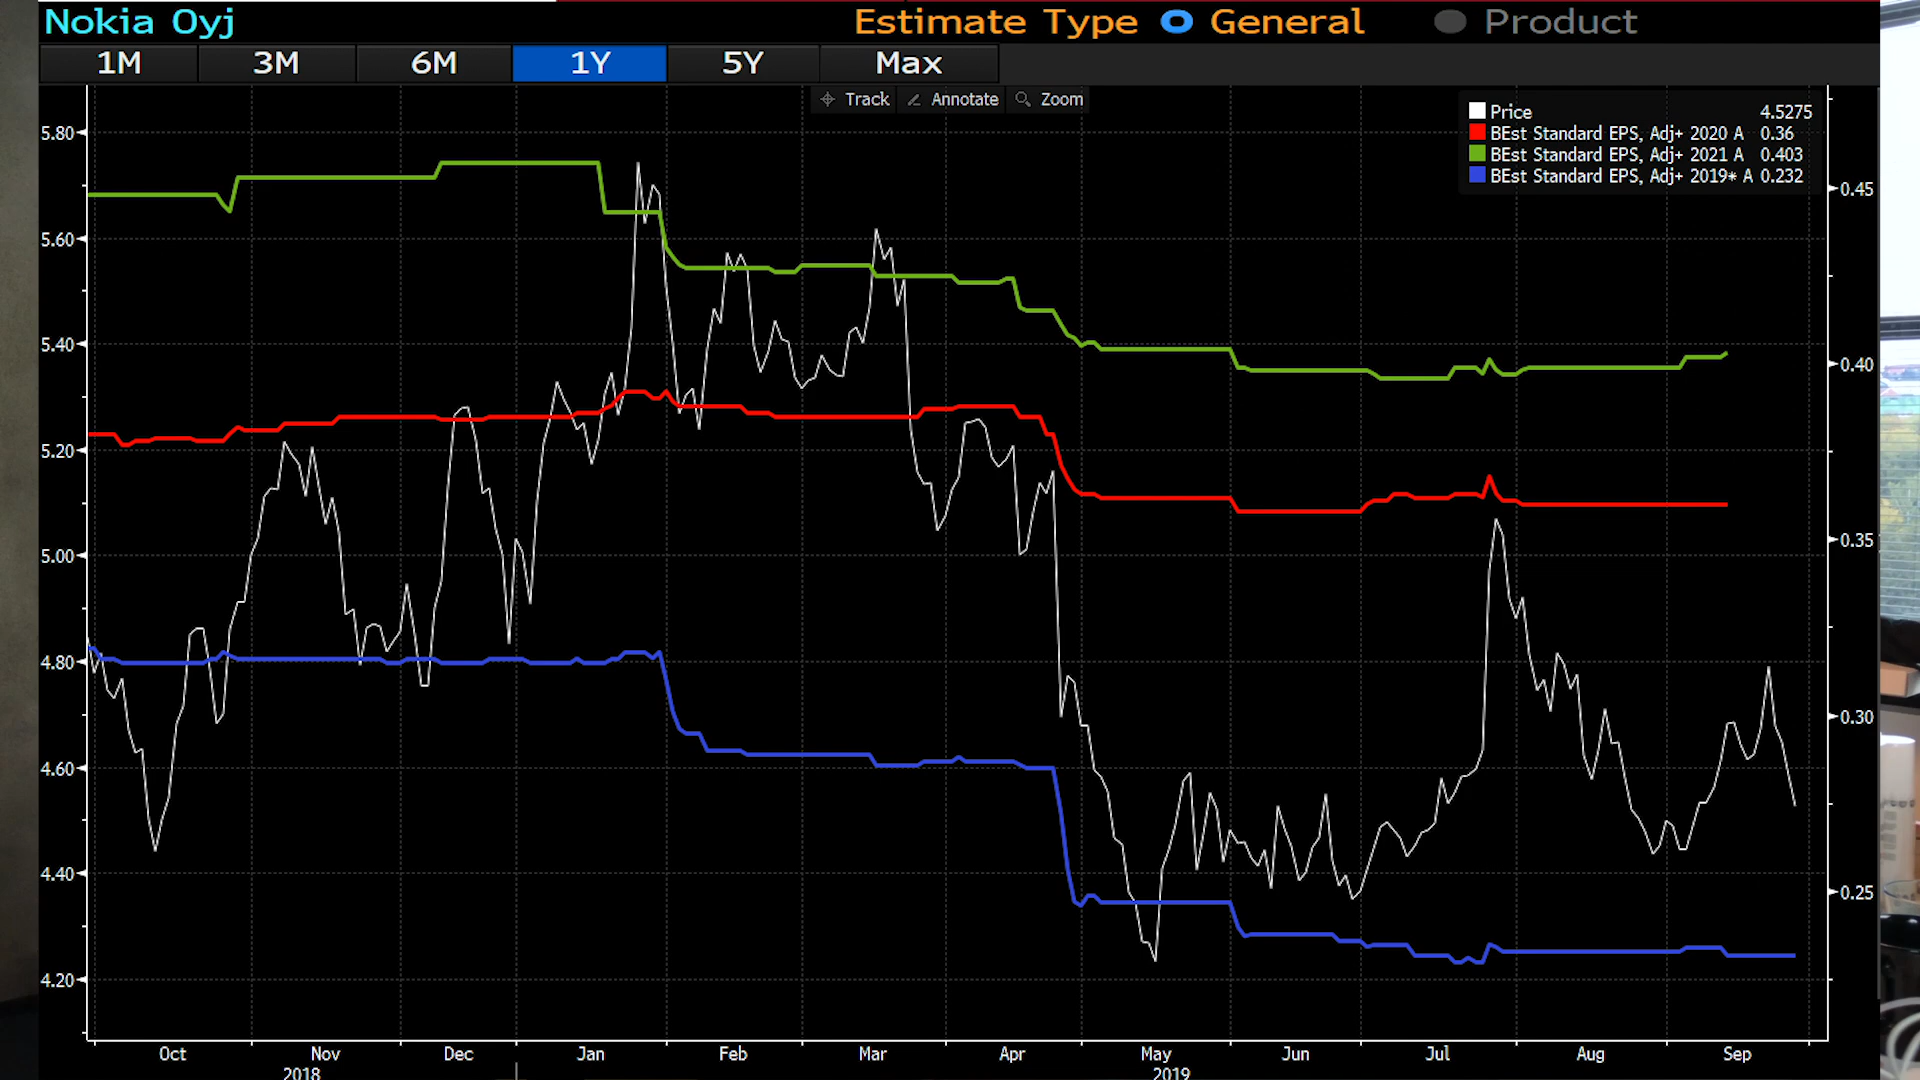 Nokia Oyj Estimate Type General Product
1M 3M 6M 1Y 5Y Max
Track Annotate Zoom
Price 4.5275
BEst Standard EPS, Adj+ 2020 A 0.36
BEst Standard EPS, Adj+ 2021 A 0.403
BEst Standard EPS, Adj+ 2019* A 0.232
5.80
5.60
5.40
5.20
5.00
4.80
4.60
4.40
4.20
0.45
0.40
0.35
0.30
0.25
Oct Nov Dec Jan Feb Mar Apr May Jun Jul Aug Sep
2018 2019